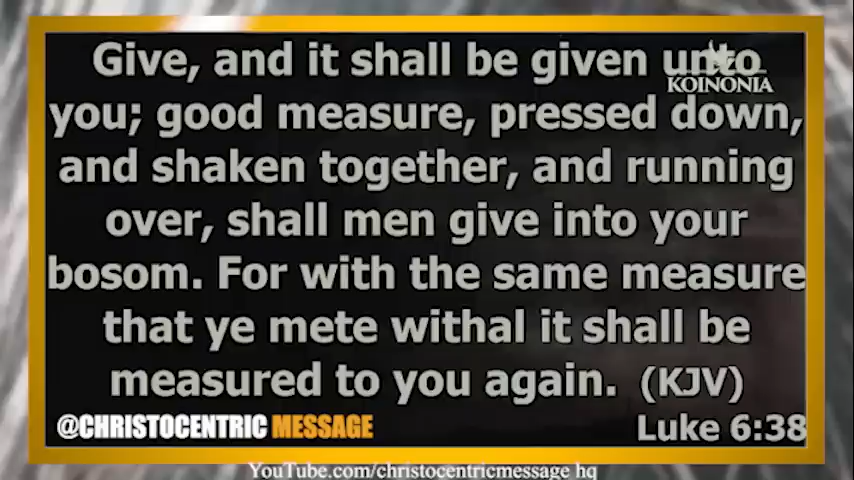 Give, and it shall be given unto
KOINONIA
you; good measure, pressed down,
and shaken together, and running
over, shall men give into your
bosom. For with the same measure
that ye mete withal it shall be
measured to you again. (KJV)
@CHRISTOCENTRIC MESSAGE
Luke 6:38
YouTube.com/christocentricmessage hq